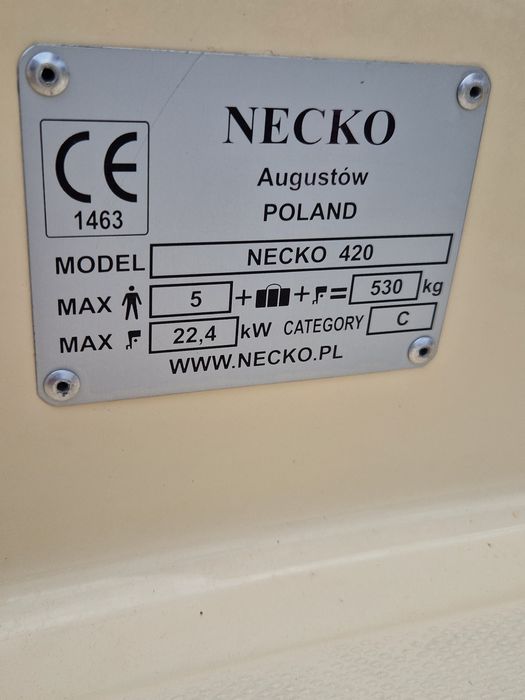 NECKO
Augustów
POLAND
CE
1463
MODEL NECKO 420
MAX 5 + + = 530 kg
MAX 22,4 kW CATEGORY C
WWW.NECKO.PL